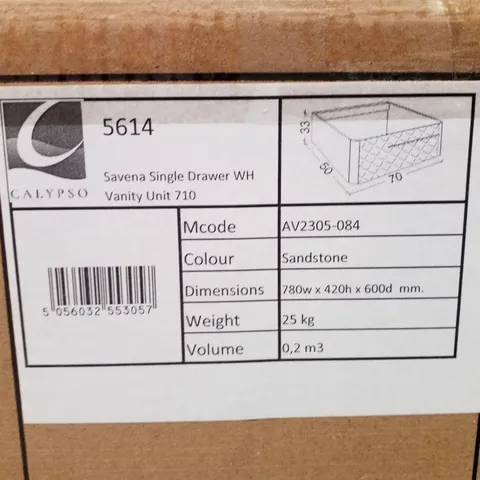 5614
Savena Single Drawer WH
Vanity Unit 710
CALYPSO
33
50
70
Mcode AV2305-084
Colour Sandstone
Dimensions 780w x 420h x 600d mm.
Weight 25 kg
Volume 0,2 m3
5 056032 553057